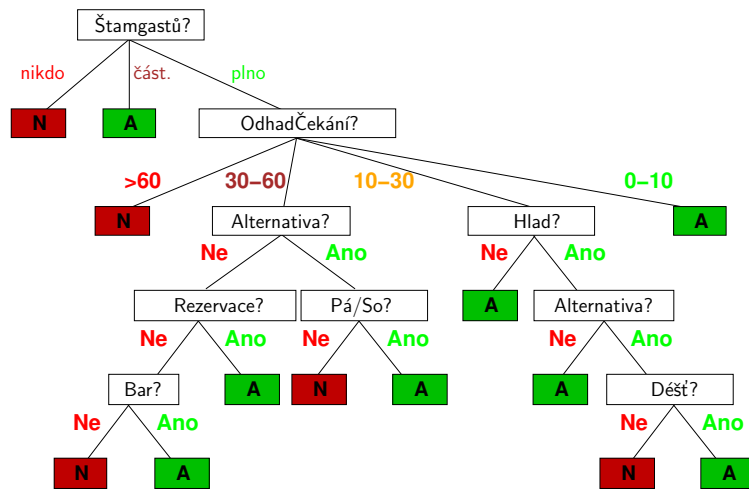 Štamgastů?
nikdo část. plno
N A OdhadČekání?
>60 30–60 10–30 0–10
N Alternativa? Hlad? A
Ne Ano Ne Ano
Rezervace? Pá/So? A Alternativa?
Ne Ano Ne Ano Ne Ano
Bar? A N A A Déšť?
Ne Ano Ne Ano
N A N A